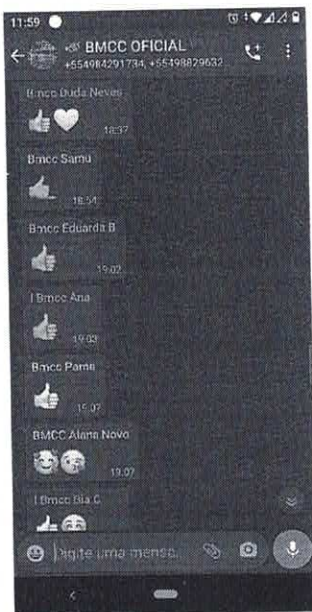 11:59
BMCC OFICIAL
+554984291734, +55498829632...
Bmcc Duda Neves
18:37
Bmcc Samu
18:54
Bmcc Eduarda B
19:02
I Bmcc Ana
19:03
Bmcc Pame
19:07
BMCC Alana Novo
19:07
I Bmcc Bia C
Digite uma mensa...